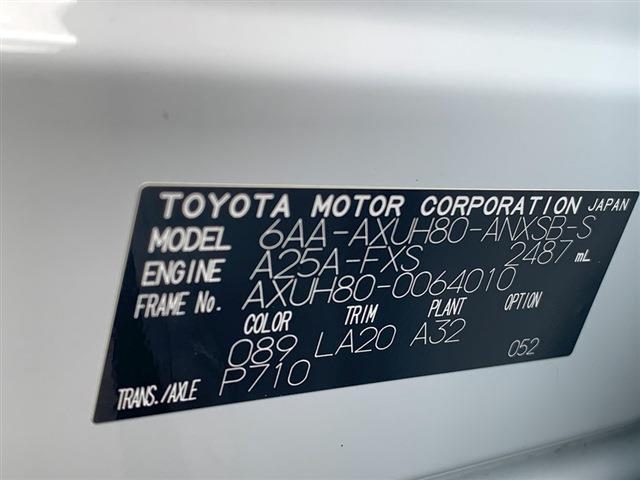 TOYOTA MOTOR CORPORATION JAPAN
MODEL 6AA-AXUH80-ANXSB-S
ENGINE A25A-FXS 2487 mL
FRAME No. AXUH80-0064010
COLOR TRIM PLANT OPTION
089 LA20 A32 052
TRANS./AXLE P710